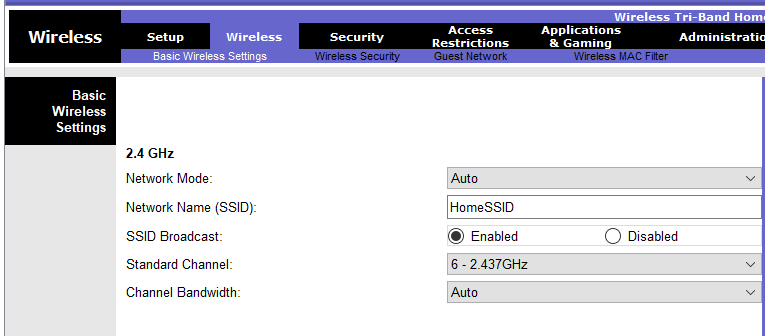 Wireless Tri-Band
Wireless Setup Wireless Security Access Restrictions Applications & Gaming
Basic Wireless Settings Wireless Security Guest Network Wireless MAC Filter
Basic
Wireless
Settings
2.4 GHz
Network Mode: Auto
Network Name (SSID): HomeSSID
SSID Broadcast: Enabled Disabled
Standard Channel: 6 - 2.437GHz
Channel Bandwidth: Auto